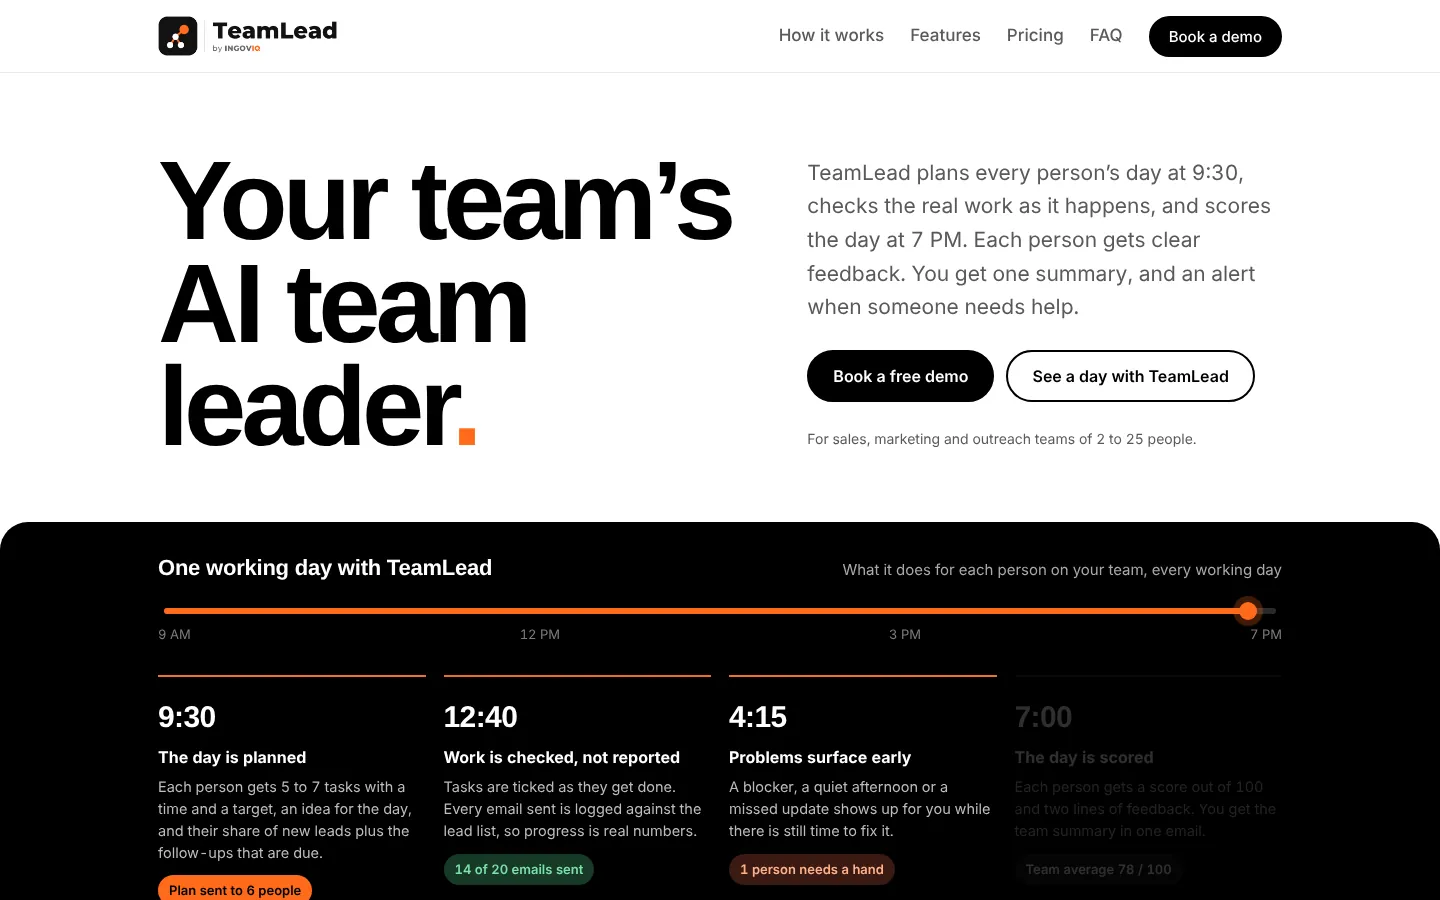 TeamLead
by INGOVIQ
How it works
Features
Pricing
FAQ
Book a demo
Your team’s
AI team
leader.
TeamLead plans every person’s day at 9:30,
checks the real work as it happens, and scores
the day at 7 PM. Each person gets clear
feedback. You get one summary, and an alert
when someone needs help.
Book a free demo
See a day with TeamLead
For sales, marketing and outreach teams of 2 to 25 people.
One working day with TeamLead
What it does for each person on your team, every working day
9 AM
12 PM
3 PM
7 PM
9:30
The day is planned
Each person gets 5 to 7 tasks with a
time and a target, an idea for the day,
and their share of new leads plus the
follow-ups that are due.
Plan sent to 6 people
12:40
Work is checked, not reported
Tasks are ticked as they get done.
Every email sent is logged against the
lead list, so progress is real numbers.
14 of 20 emails sent
4:15
Problems surface early
A blocker, a quiet afternoon or a
missed update shows up for you while
there is still time to fix it.
1 person needs a hand
7:00
The day is scored
Each person gets a score out of 100
and two lines of feedback. You get the
team summary in one email.
Team average 78 / 100